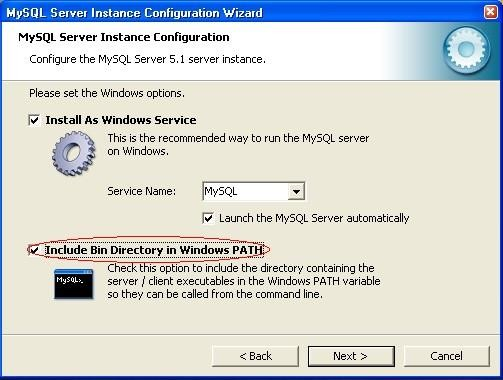 MySQL Server Instance Configuration Wizard
MySQL Server Instance Configuration
Configure the MySQL Server 5.1 server instance.
Please set the Windows options.
Install As Windows Service
This is the recommended way to run the MySQL server
on Windows.
Service Name:
MySQL
Launch the MySQL Server automatically
Include Bin Directory in Windows PATH
Check this option to include the directory containing the
server / client executables in the Windows PATH variable
so they can be called from the command line.
MySQL>_
< Back
Next >
Cancel